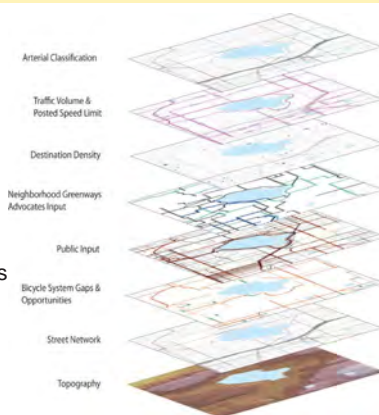 Arterial Classification
Traffic Volume &
Posted Speed Limit
Destination Density
Neighborhood Greenways
Advocates Input
Public Input
s
Bicycle System Gaps &
Opportunities
Street Network
Topography